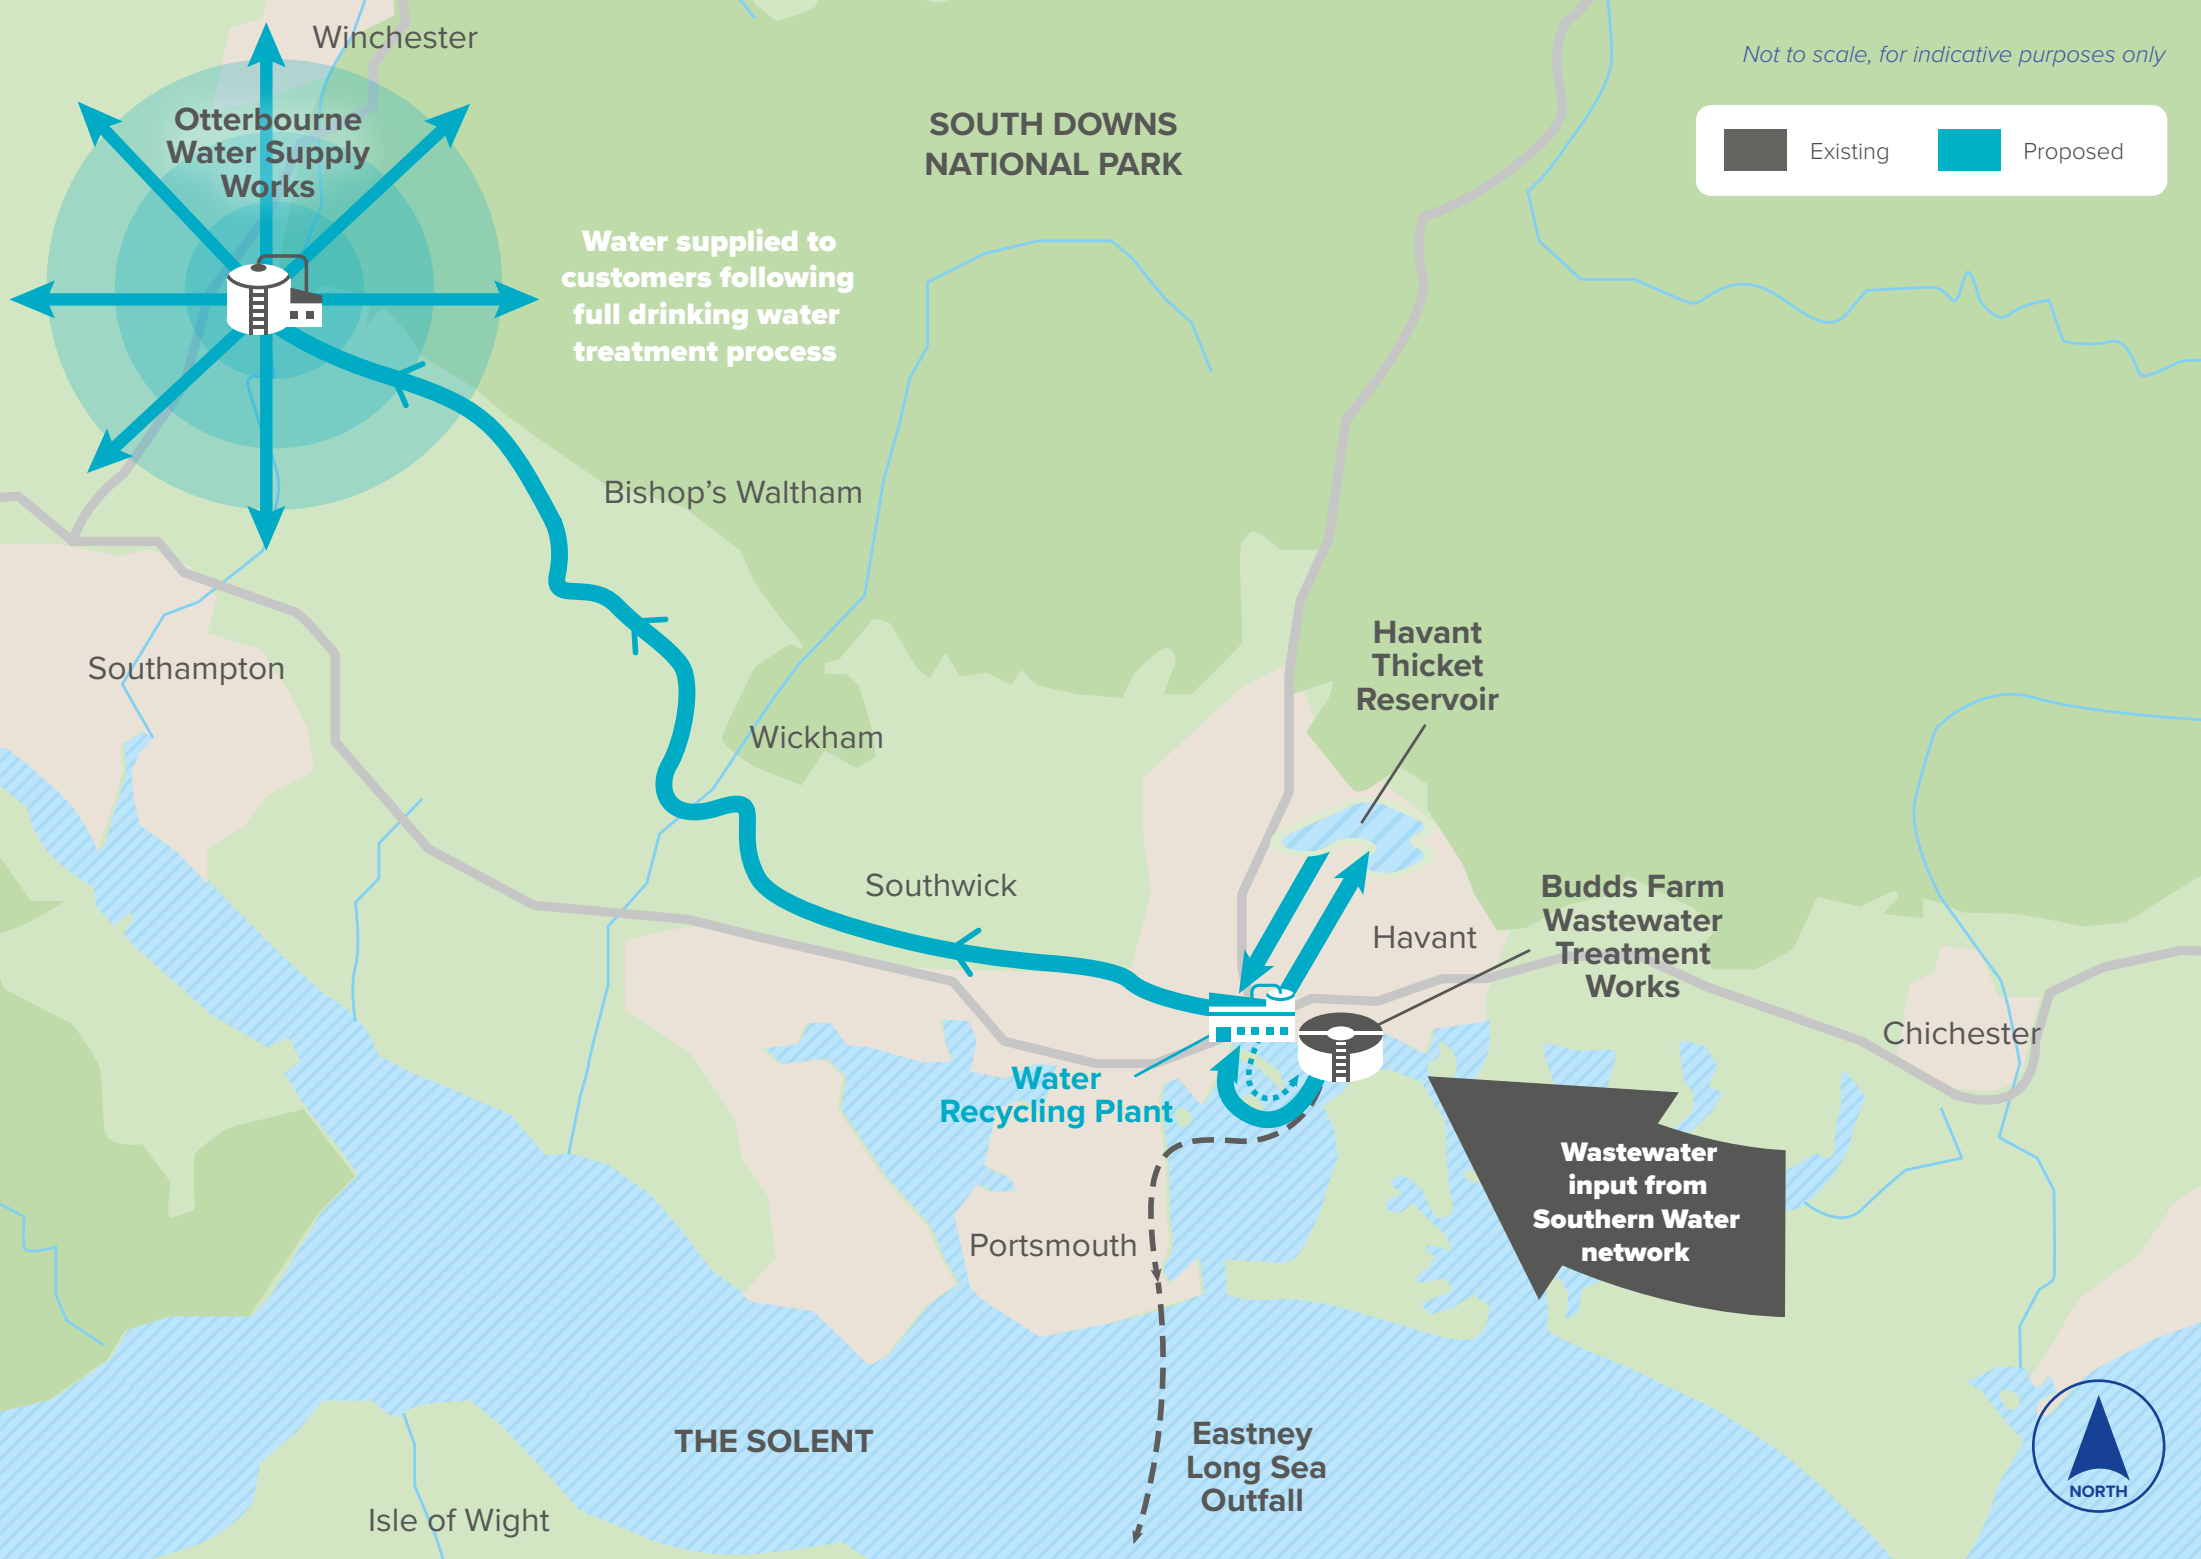 Winchester
Not to scale, for indicative purposes only
Existing
Proposed
Otterbourne
Water Supply
Works
SOUTH DOWNS
NATIONAL PARK
Water supplied to
customers following
full drinking water
treatment process
Bishop's Waltham
Southampton
Wickham
Havant
Thicket
Reservoir
Southwick
Havant
Budds Farm
Wastewater
Treatment
Works
Chichester
Water
Recycling Plant
Wastewater
input from
Southern Water
network
Portsmouth
THE SOLENT
Eastney
Long Sea
Outfall
Isle of Wight
NORTH